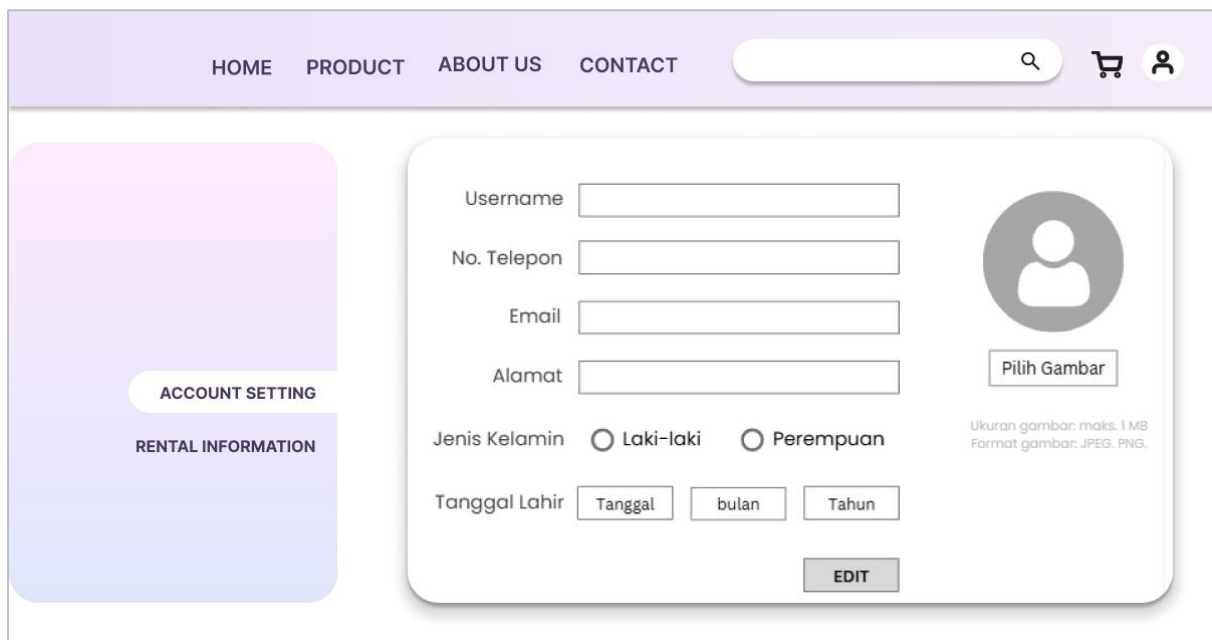 HOME PRODUCT ABOUT US CONTACT
ACCOUNT SETTING
RENTAL INFORMATION
Username
No. Telepon
Email
Alamat
Jenis Kelamin Laki-laki Perempuan
Tanggal Lahir Tanggal bulan Tahun
EDIT
Pilih Gambar
Ukuran gambar: maks. 1 MB
Format gambar: JPEG. PNG.